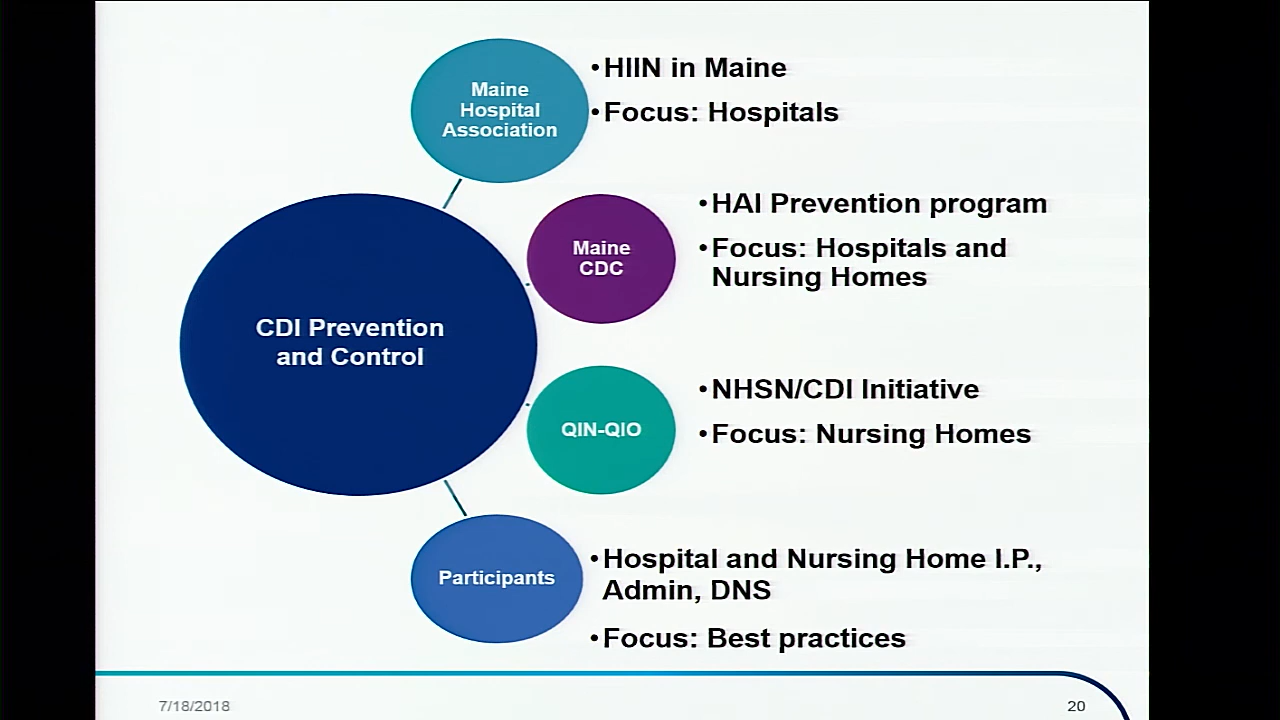 Maine
Hospital
Association
• HIIN in Maine
• Focus: Hospitals
CDI Prevention
and Control
Maine
CDC
• HAI Prevention program
• Focus: Hospitals and
Nursing Homes
QIN-QIO
• NHSN/CDI Initiative
• Focus: Nursing Homes
Participants
• Hospital and Nursing Home I.P.,
Admin, DNS
• Focus: Best practices
7/18/2018
20